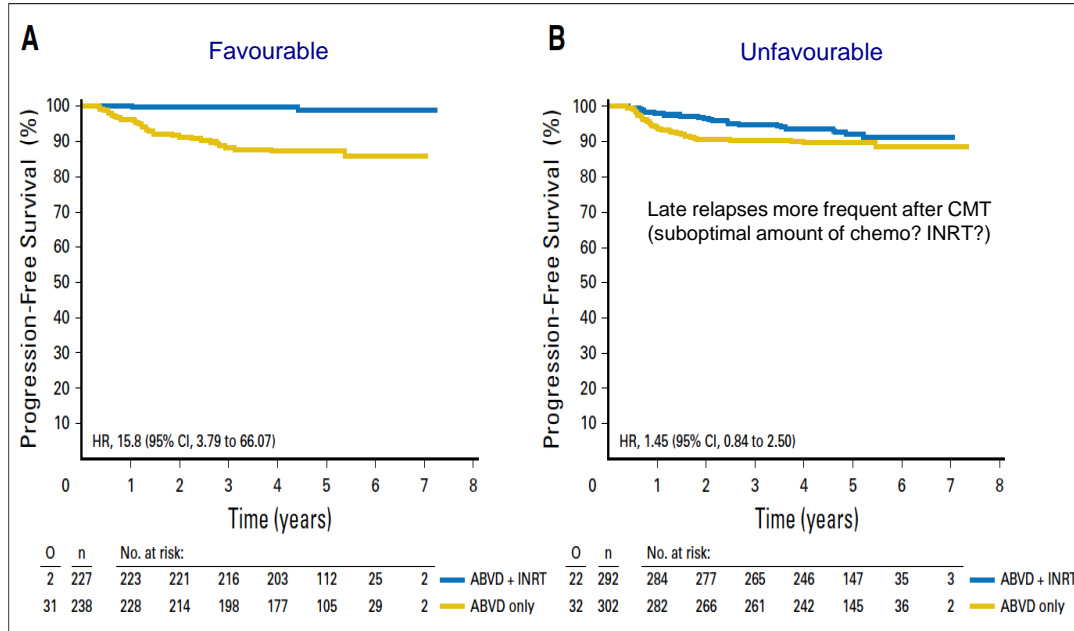 A
Favourable
Progression-Free Survival (%)
100
90
80
70
60
50
40
30
20
10
HR, 15.8 (95% CI, 3.79 to 66.07)
0 1 2 3 4 5 6 7 8
Time (years)
O n No. at risk:
2 227 223 221 216 203 112 25 2 ABVD + INRT
31 238 228 214 198 177 105 29 2 ABVD only
B
Unfavourable
Progression-Free Survival (%)
100
90
80
70
60
50
40
30
20
10
Late relapses more frequent after CMT
(suboptimal amount of chemo? INRT?)
HR, 1.45 (95% CI, 0.84 to 2.50)
0 1 2 3 4 5 6 7 8
Time (years)
O n No. at risk:
22 292 284 277 265 246 147 35 3 ABVD + INRT
32 302 282 266 261 242 145 36 2 ABVD only